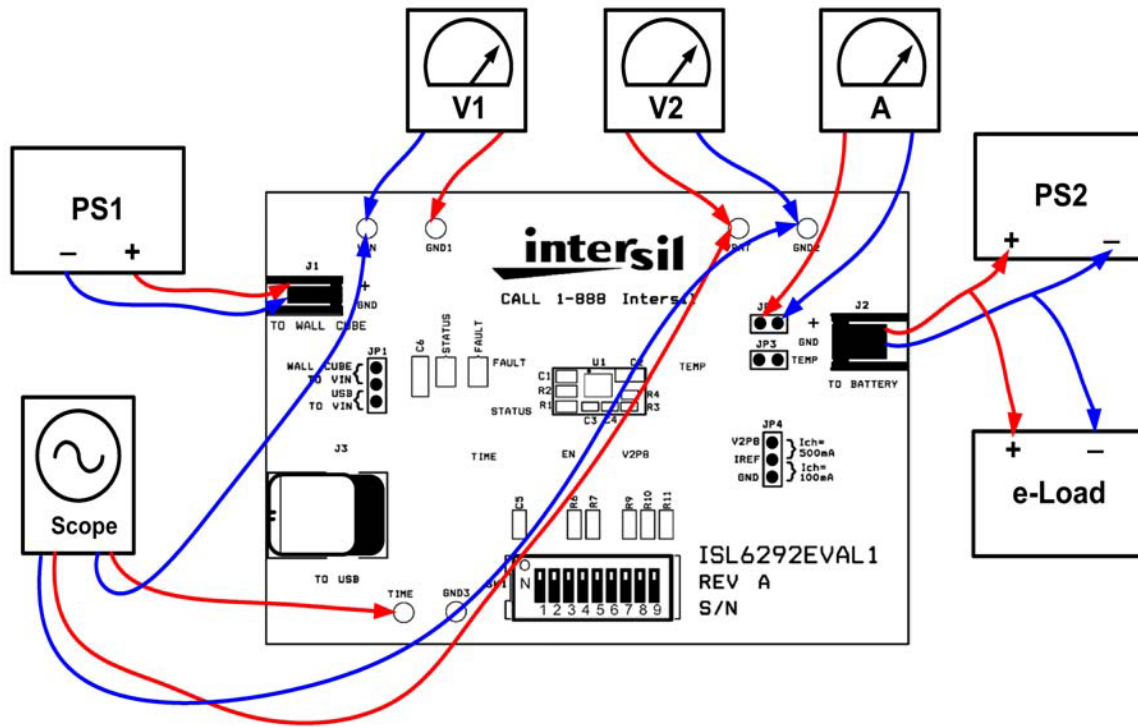 V1
V2
A
PS1
– +
PS2
+ –
GND1
GND2
intersil
CALL 1-888 Intersil
J1
+
GND
TO WALL CUBE
J2
+
GND
TO BATTERY
JP3
TEMP
C6
STATUS
FAULT
FAULT
STATUS
U1
C1
R2
R1
C3
C4
R4
R3
TEMP
JP1
WALL CUBE
TO VIN
USB
TO VIN
JP4
V2P8
IREF
GND
Ich=
500mA
Ich=
100mA
TIME
EN
V2P8
J3
TO USB
Scope
+ –
e-Load
C5
R6
R7
R9
R10
R11
N
1 2 3 4 5 6 7 8 9
ISL6292EVAL1
REV A
S/N
TIME
GND3